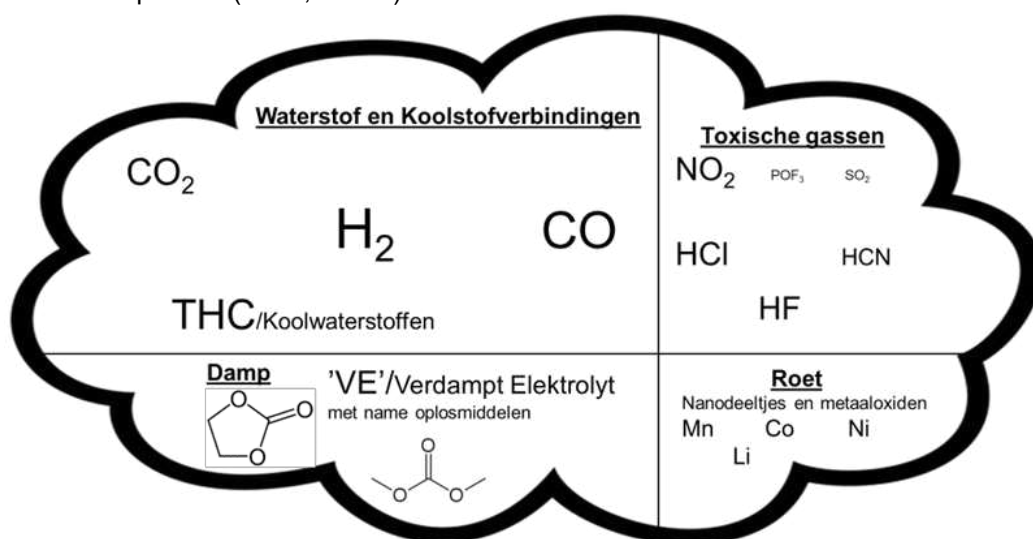 Waterstof en Koolstofverbindingen
CO₂
H₂
CO
THC/Koolwaterstoffen
Toxische gassen
NO₂ POF₃ SO₂
HCl HCN
HF
Damp
O
O
O
'VE'/Verdampt Elektrolyt
met name oplosmiddelen
O
O O
Roet
Nanodeeltjes en metaaloxiden
Mn Co Ni
Li